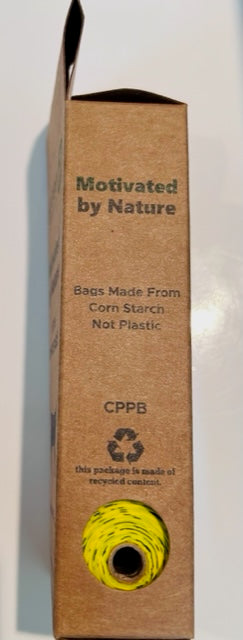 Motivated
by Nature
Bags Made From
Corn Starch
Not Plastic
CPPB
this package is made of
recycled content.